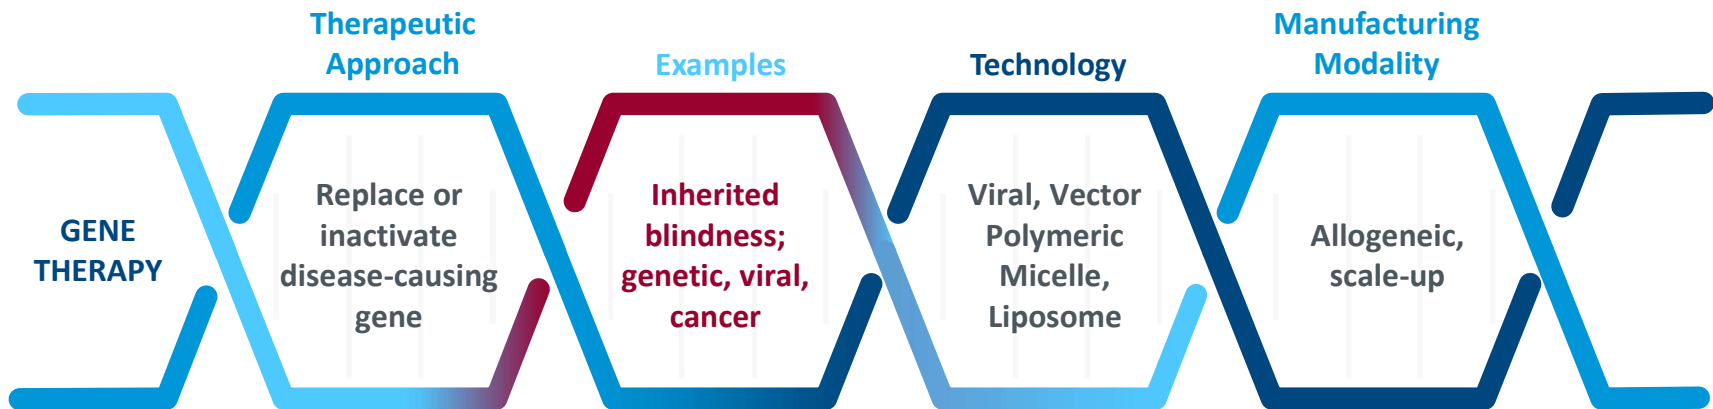 GENE
THERAPY
Therapeutic
Approach
Replace or
inactivate
disease-causing
gene
Examples
Inherited
blindness;
genetic, viral,
cancer
Technology
Viral, Vector
Polymeric
Micelle,
Liposome
Manufacturing
Modality
Allogeneic,
scale-up